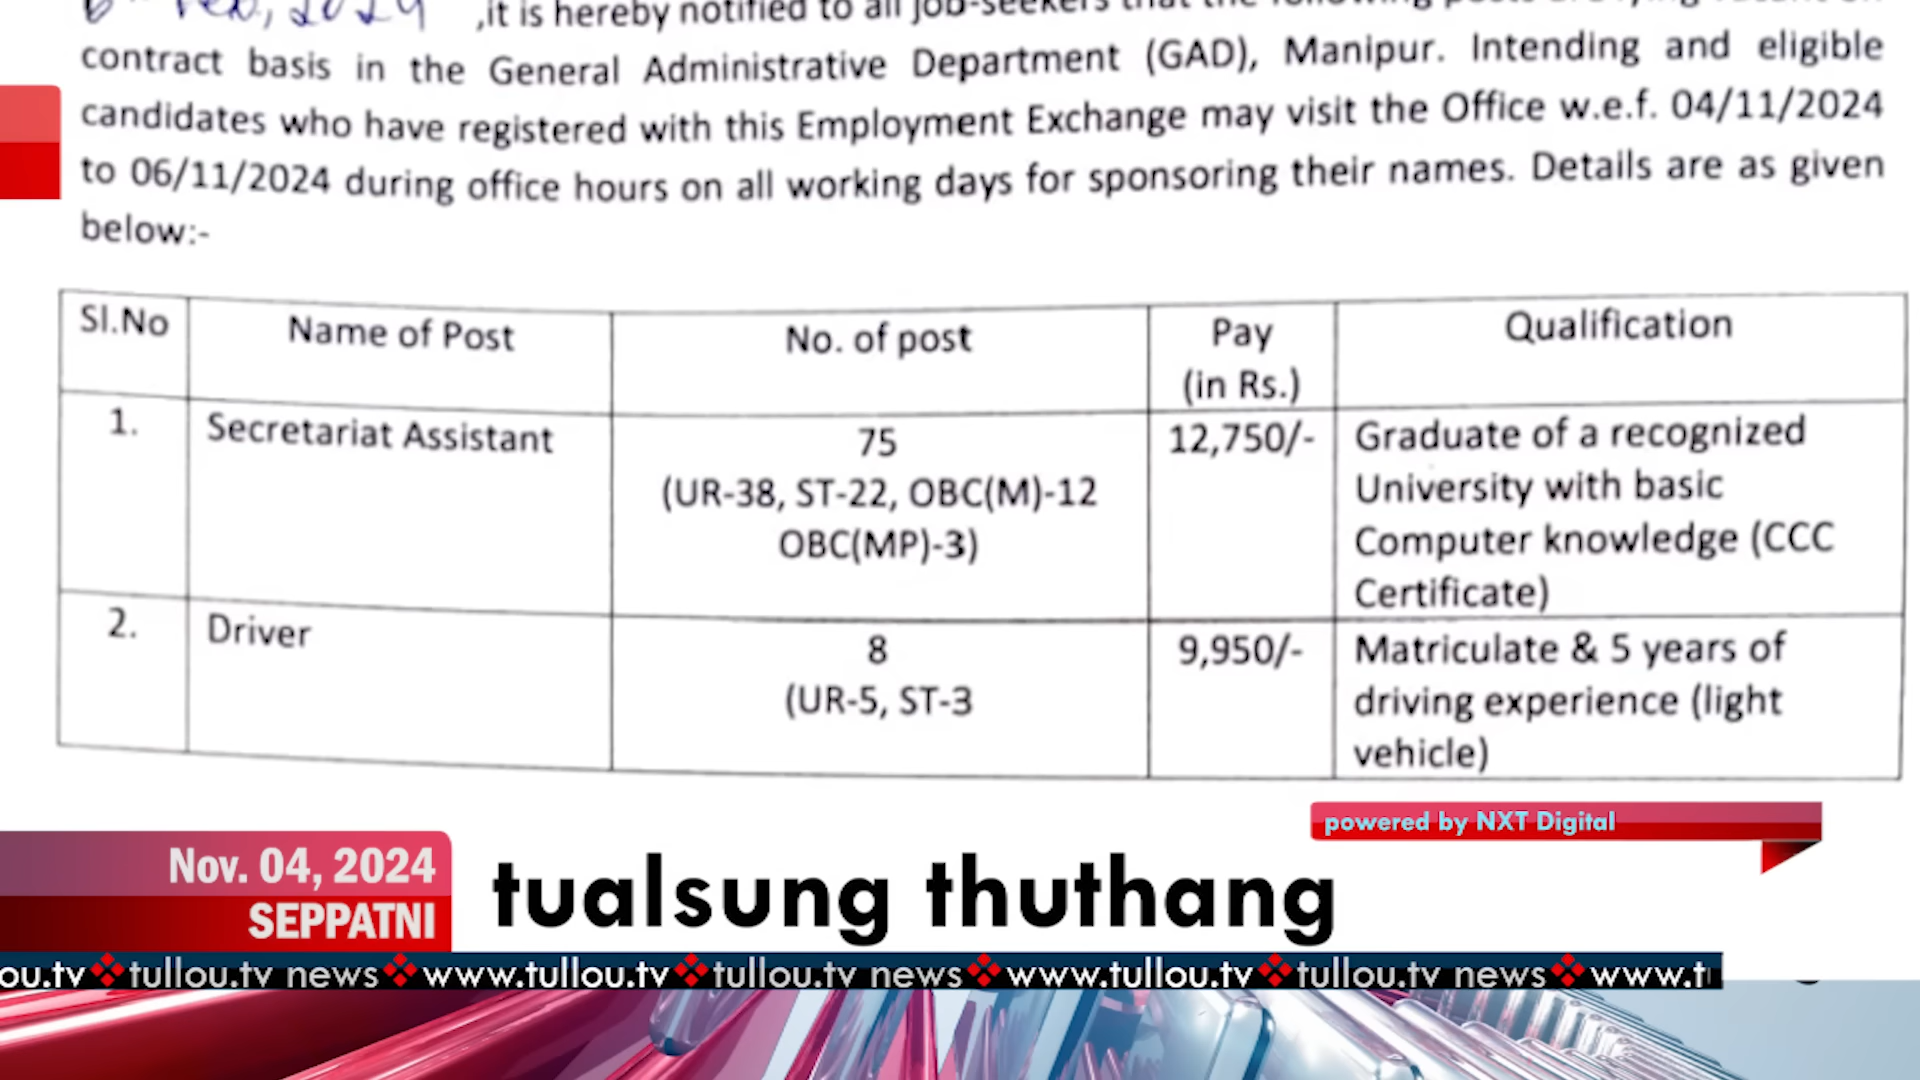 Feb, 2024 ,it is hereby notified to all job-seekers that the following posts are lying vacant on
contract basis in the General Administrative Department (GAD), Manipur. Intending and eligible
candidates who have registered with this Employment Exchange may visit the Office w.e.f. 04/11/2024
to 06/11/2024 during office hours on all working days for sponsoring their names. Details are as given
below:-
Sl.No Name of Post No. of post Pay (in Rs.) Qualification
1. Secretariat Assistant 75 12,750/- Graduate of a recognized
(UR-38, ST-22, OBC(M)-12 University with basic
OBC(MP)-3) Computer knowledge (CCC
Certificate)
2. Driver 8 9,950/- Matriculate & 5 years of
(UR-5, ST-3 driving experience (light
vehicle)
powered by NXT Digital
Nov. 04, 2024
SEPPATNI
tualsung thuthang
ou.tv tullou.tv news www.tullou.tv tullou.tv news www.tullou.tv tullou.tv news www.t